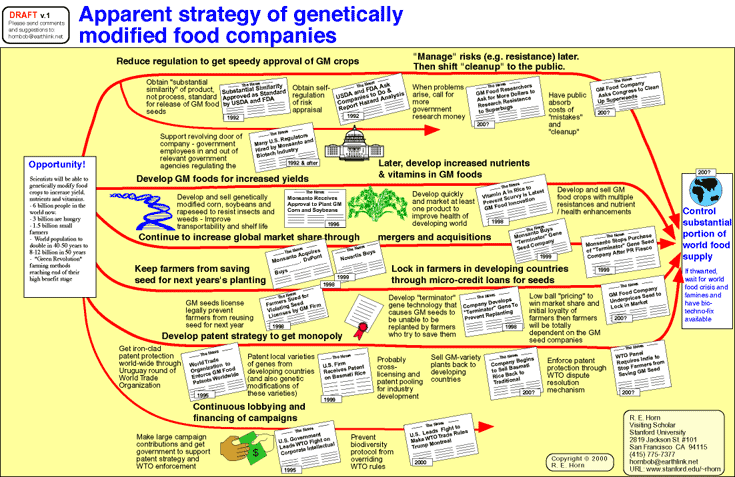 DRAFT v.1
Please send comments
and suggestions to:
hornbob@earthlink.net
Apparent strategy of genetically
modified food companies
Reduce regulation to get speedy approval of GM crops
"Manage" risks (e.g. resistance) later.
Then shift "cleanup" to the public.
Obtain "substantial
similarity" of product,
not process, standard
for release of GM food
seeds
The News
Substantial Similarity
Approved as Standard
by USDA and FDA
1992
Obtain self-
regulation of
risk appraisal
The News
USDA and FDA Ask
Companies to Do &
Report Hazard Analysis
1992
When problems
arise, call for
more
government
research money
The News
GM Food Researchers
Ask for More Dollars to
Research Resistance
to Superbugs
200?
Have public
absorb
costs of
"mistakes"
and
"cleanup"
The News
GM Food Company
Asks Congress to Clean
Up Superweeds
200?
Support revolving door of
company - government
employees in and out of
relevant government
agencies regulating the
The News
Many U.S. Regulators
Hired by Monsanto and
Biotech Industry
1992 & after
Opportunity!
Scientists will be able to
genetically modify food
crops to increase yield,
nutrients and vitamins.
- 6 billion people in the
world now.
- 3 billion are hungry
- 1.5 billion small
farmers
- World population to
double in 40-50 years to
8-12 billion in 50 years
- "Green Revolution"
farming methods
reaching end of their
high benefit stage
Later, develop increased nutrients
& vitamins in GM foods
Develop GM foods for increased yields
Develop and sell genetically
modified corn, soybeans and
rapeseed to resist insects and
weeds - Improve
transportability and shelf life
The News
Monsanto Receives
Approval to Plant GM
Corn and Soybeans
1996
Develop quickly
and market at least
one product to
improve health of
developing world
The News
Vitamin A in Rice to
Prevent Scurvy is Latest
GM Food Innovation
Develop and sell GM
food crops with multiple
resistances and nutrient
/ health enhancements
200?
Control
substantial
portion of
world food
supply
If thwarted,
wait for world
food crisis and
famines and
have bio-
techno-fix
available
Continue to increase global market share through mergers and acquisitions
The News
Monsanto Acquires
DuPont
Buys
The News
Novartis Buys
The News
Monsanto Buys
"Terminator" Gene
Seed Company
The News
Monsanto Stops Purchase
of "Terminator" Gene Seed
Company After PR Fiasco
Keep farmers from saving
seed for next years's planting
Lock in farmers in developing countries
through micro-credit loans for seeds
GM seeds license
legally prevent
farmers from reusing
seed for next year
The News
Farmers Sued for
Violating Seed
Licenses by GM Firm
1998
Develop "terminator"
gene technology that
causes GM seeds to
be unable to be
replanted by farmers
who try to save them
The News
Company Develops
"Terminator" Gene To
Prevent Replanting
1998
Low ball "pricing" to
win market share and
initial loyalty of
farmers then farmers
will be totally
dependent on the GM
seed companies
The News
GM Food Company
Underprices Seed to
Lock in Market
200?
Develop patent strategy to get monopoly
Get iron-clad
patent protection
world-wide through
Uruguay round of
World Trade
Organization
The News
World Trade
Organization to
Enforce GM Food
Patents Worldwide
Patent local varieties of
genes from
developing countries
(and also genetic
modifications of
these varieties)
The News
U.S. Firm
Receives Patent
on Basmati Rice
1998
Probably
cross-
licensing and
patent pooling for
industry
development
Sell GM-variety
plants back to
developing
countries
The News
Company Begins
to Sell Basmati
Rice Back to
Traditional
200?
Enforce patent
protection through
WTO dispute
resolution
mechanism
The News
WTO Panel
Requires India to
Stop Farmers from
Saving GM Seed
200?
Continuous lobbying and
financing of campaigns
Make large campaign
contributions and get
government to support
patent strategy and
WTO enforcement
The News
U.S. Government
Leads WTO Fight on
Corporate Intellectual
1995
Prevent
biodiversity
protocol from
overriding
WTO rules
The News
U.S. Leads Fight to
Make WTO Trade Rules
Trump Montreal
2000
Copyright © 2000
R. E. Horn
R. E. Horn
Visiting Scholar
Stanford University
2819 Jackson St. #101
San Francisco CA 94115
(415) 775-7377
hornbob@earthlink.net
URL: www.stanford.edu/~rhorn